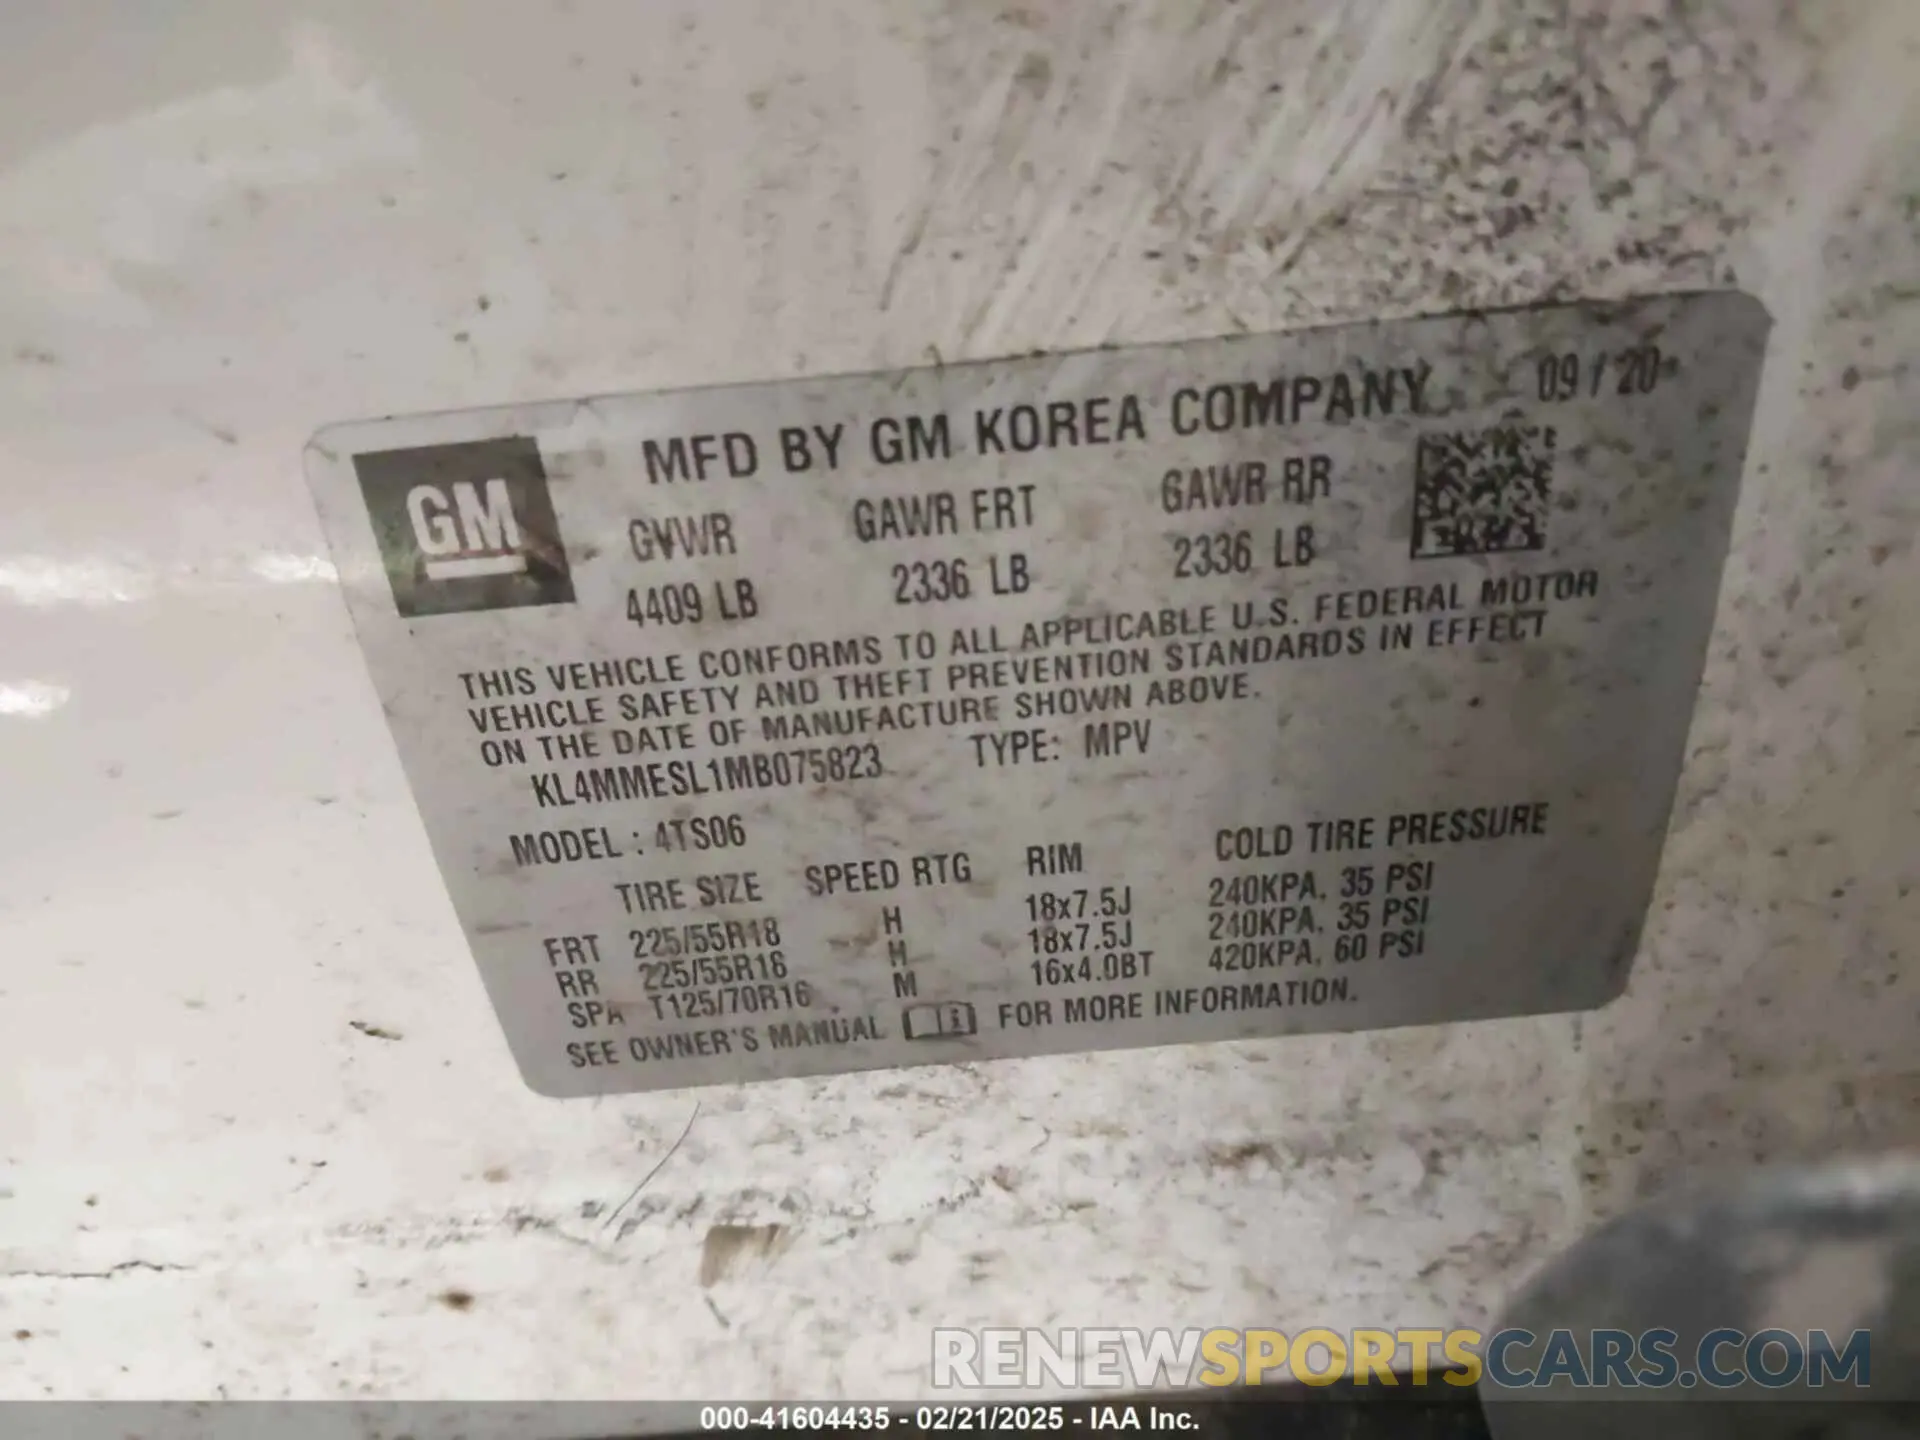 MFD BY GM KOREA COMPANY 09 / 20
GM
GVWR GAWR FRT GAWR RR
4409 LB 2336 LB 2336 LB
THIS VEHICLE CONFORMS TO ALL APPLICABLE U.S. FEDERAL MOTOR
VEHICLE SAFETY AND THEFT PREVENTION STANDARDS IN EFFECT
ON THE DATE OF MANUFACTURE SHOWN ABOVE.
KL4MMESL1MB075823 TYPE: MPV
MODEL : 4TS06
TIRE SIZE SPEED RTG RIM COLD TIRE PRESSURE
FRT 225/55R18 H 18x7.5J 240KPA, 35 PSI
RR 225/55R18 H 18x7.5J 240KPA, 35 PSI
SPA T125/70R16 M 16x4.0BT 420KPA, 60 PSI
SEE OWNER'S MANUAL FOR MORE INFORMATION.
RENEWSPORTSCARS.COM
000-41604435 - 02/21/2025 - IAA Inc.